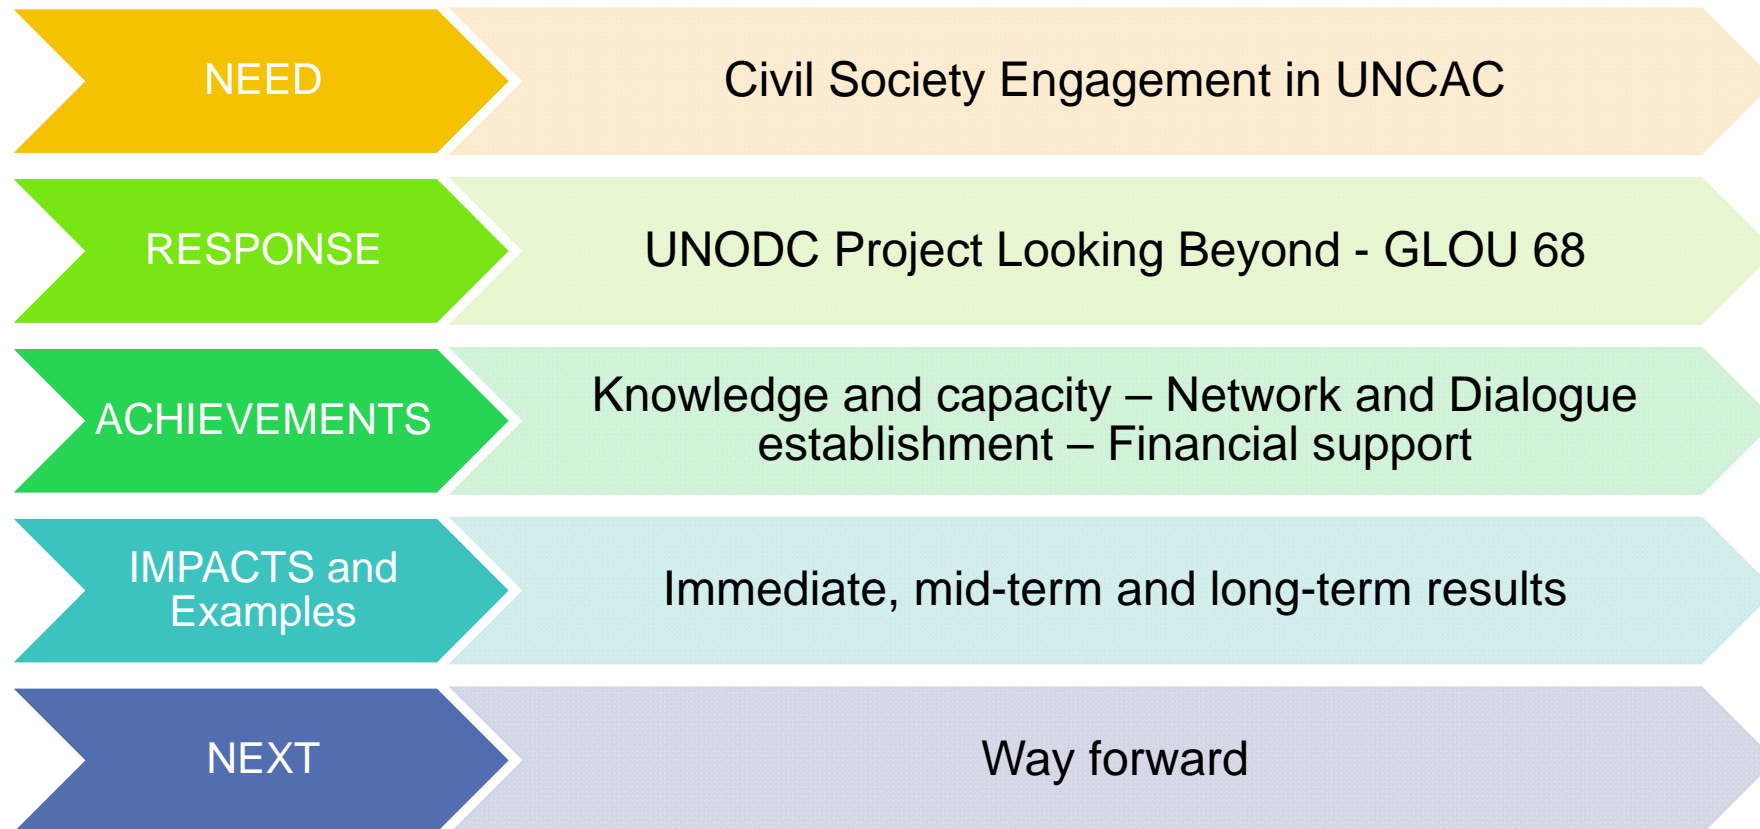 NEED
Civil Society Engagement in UNCAC
RESPONSE
UNODC Project Looking Beyond - GLOU 68
ACHIEVEMENTS
Knowledge and capacity – Network and Dialogue
establishment – Financial support
IMPACTS and
Examples
Immediate, mid-term and long-term results
NEXT
Way forward